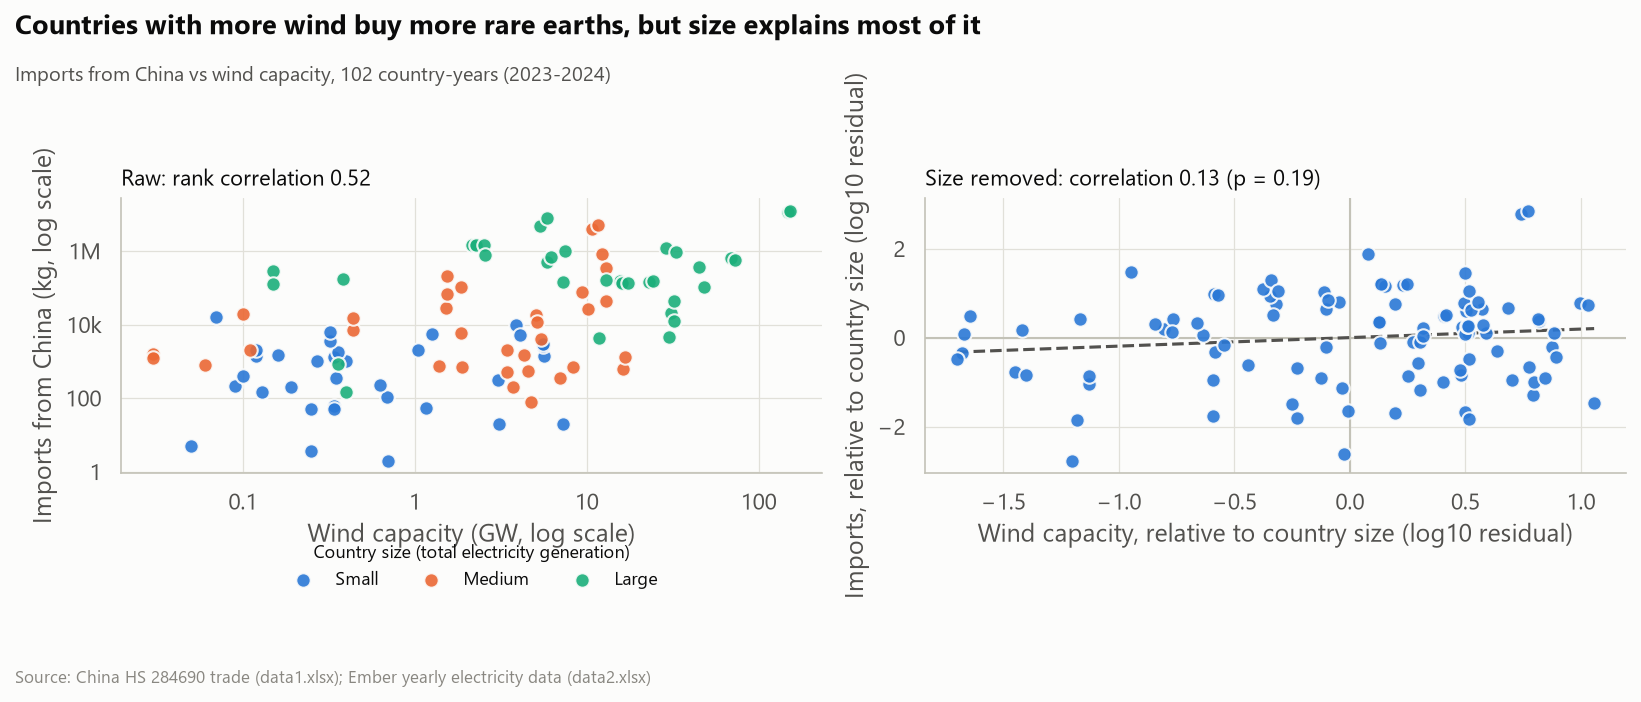 Countries with more wind buy more rare earths, but size explains most of it
Imports from China vs wind capacity, 102 country-years (2023-2024)
Raw: rank correlation 0.52
Imports from China (kg, log scale)
1M
10k
100
1
0.1
1
10
100
Wind capacity (GW, log scale)
Country size (total electricity generation)
Small
Medium
Large
Size removed: correlation 0.13 (p = 0.19)
Imports, relative to country size (log10 residual)
2
0
−2
−1.5
−1.0
−0.5
0.0
0.5
1.0
Wind capacity, relative to country size (log10 residual)
Source: China HS 284690 trade (data1.xlsx); Ember yearly electricity data (data2.xlsx)